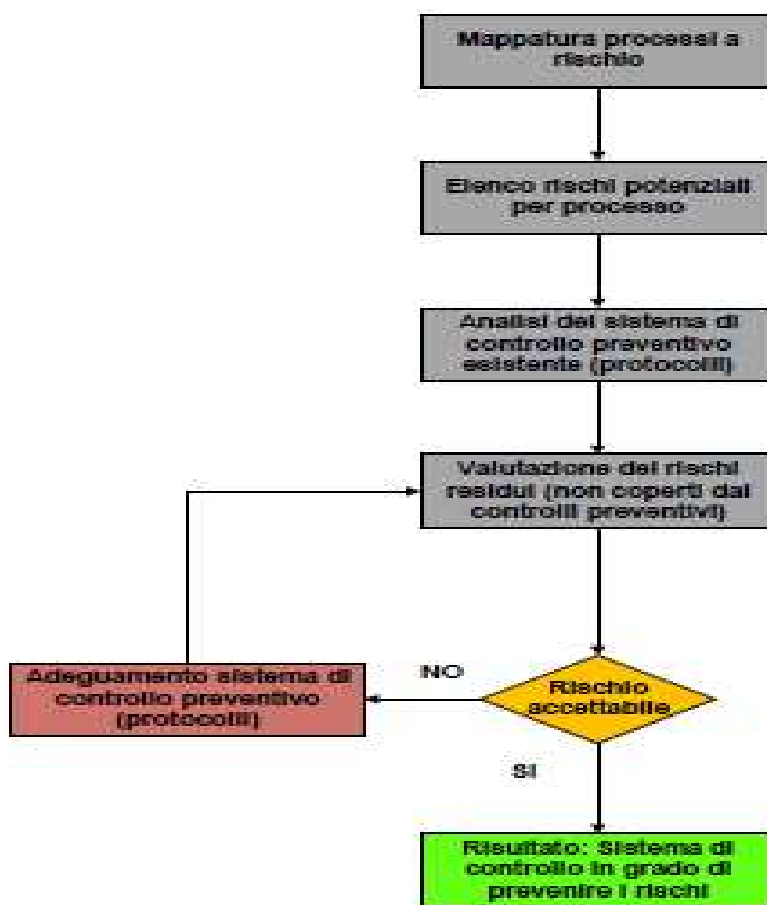 Mappatura processi a
rischio
Elenco rischi potenziali
per processo
Analisi del sistema di
controllo preventivo
esistente (protocolli)
Valutazione dei rischi
residui (non coperti dai
controlli preventivi)
NO
Adeguamento sistema di
controllo preventivo
(protocolli)
Rischio
accettabile
SI
Risultato: Sistema di
controllo in grado di
prevenire i rischi